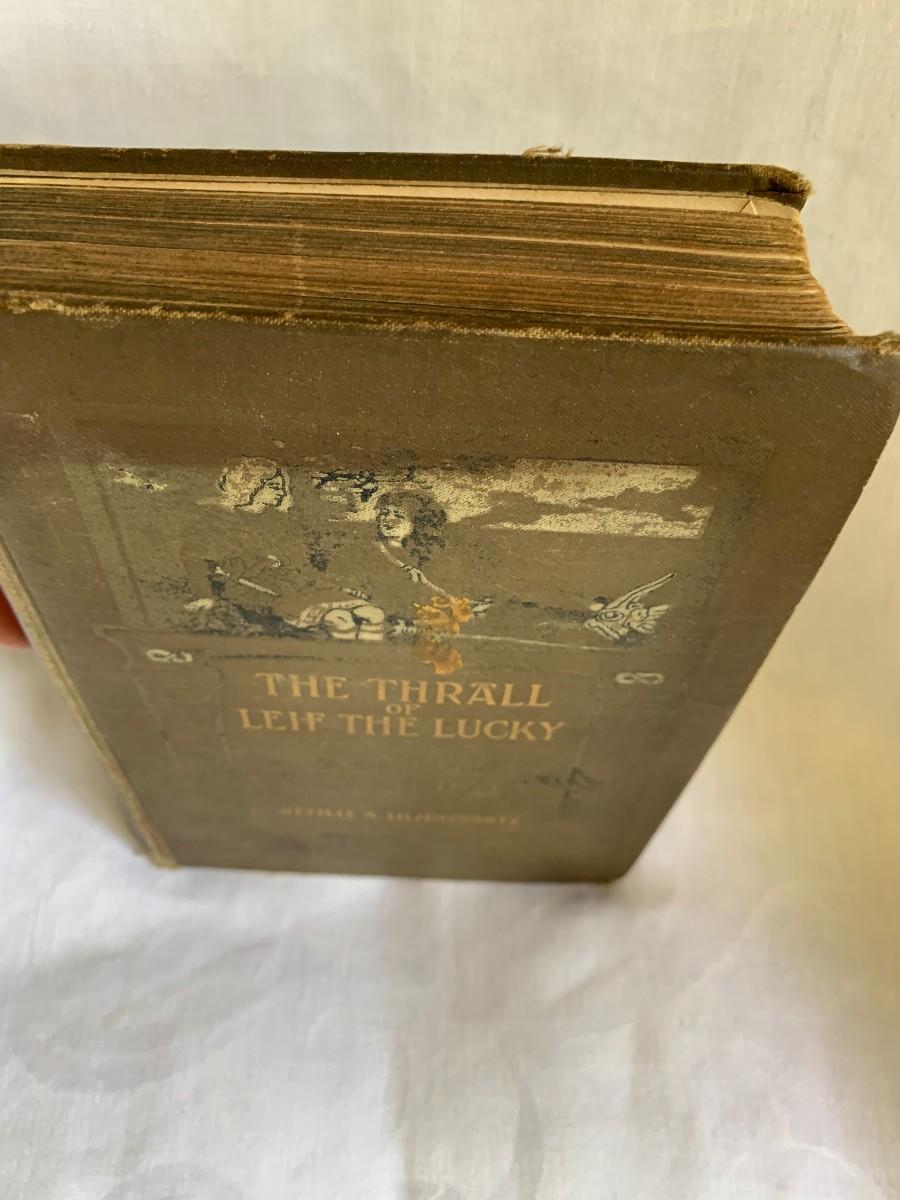 THE THRALL
OF
LEIF THE LUCKY